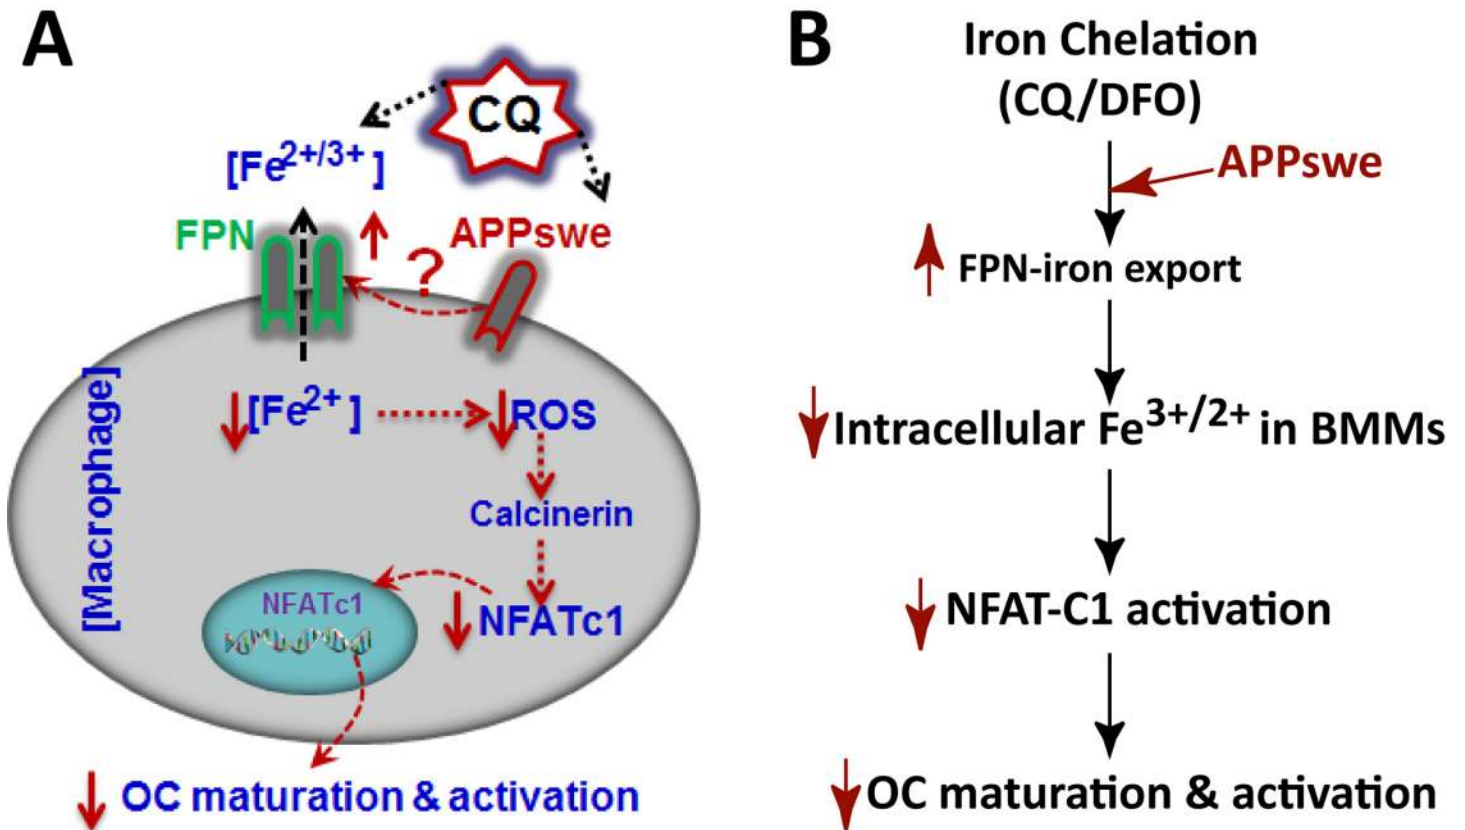 A
CQ
[Fe2+/3+ ]
FPN
APPswe
?
[Fe2+ ]
ROS
[Macrophage]
Calcinerin
NFATc1
NFATc1
OC maturation & activation
B
Iron Chelation
(CQ/DFO)
APPswe
FPN-iron export
Intracellular Fe3+/2+ in BMMs
NFAT-C1 activation
OC maturation & activation